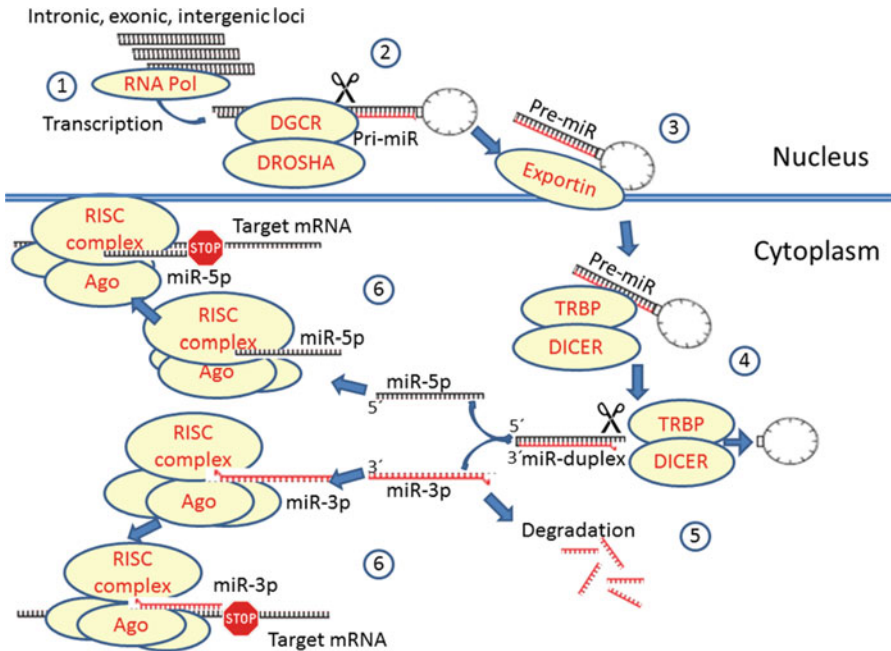 Intronic, exonic, intergenic loci
1
RNA Pol
Transcription
2
DGCR
DROSHA
Pri-miR
Pre-miR
3
Exportin
Nucleus
Cytoplasm
RISC
complex
Ago
STOP
Target mRNA
miR-5p
6
RISC
complex
Ago
miR-5p
Pre-miR
TRBP
DICER
4
miR-5p
5´
5´
3´
miR-duplex
TRBP
DICER
RISC
complex
Ago
miR-3p
3´
miR-3p
Degradation
5
6
RISC
complex
Ago
miR-3p
STOP
Target mRNA